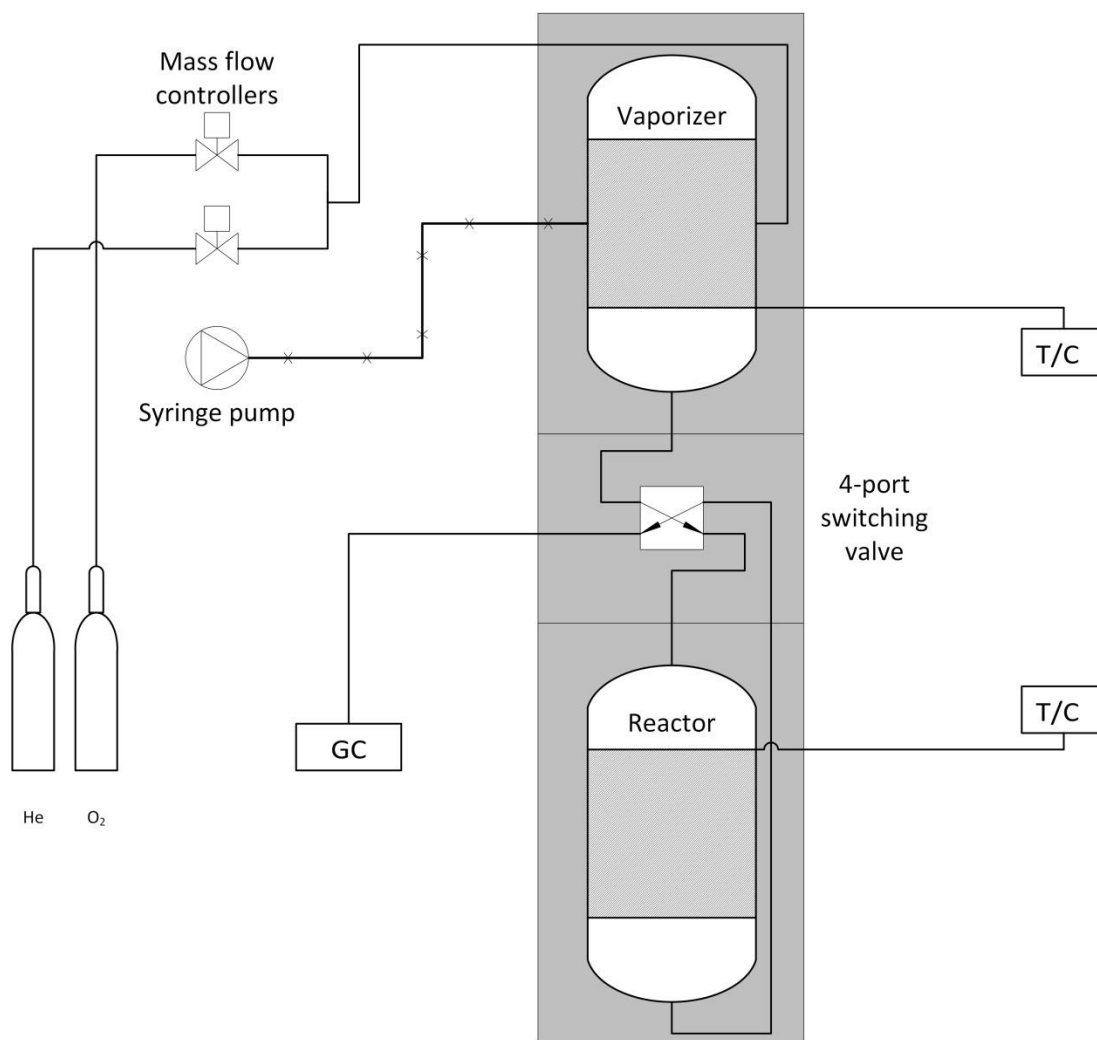 Mass flow
controllers
Vaporizer
T/C
Syringe pump
4-port
switching
valve
Reactor
T/C
GC
He
O₂